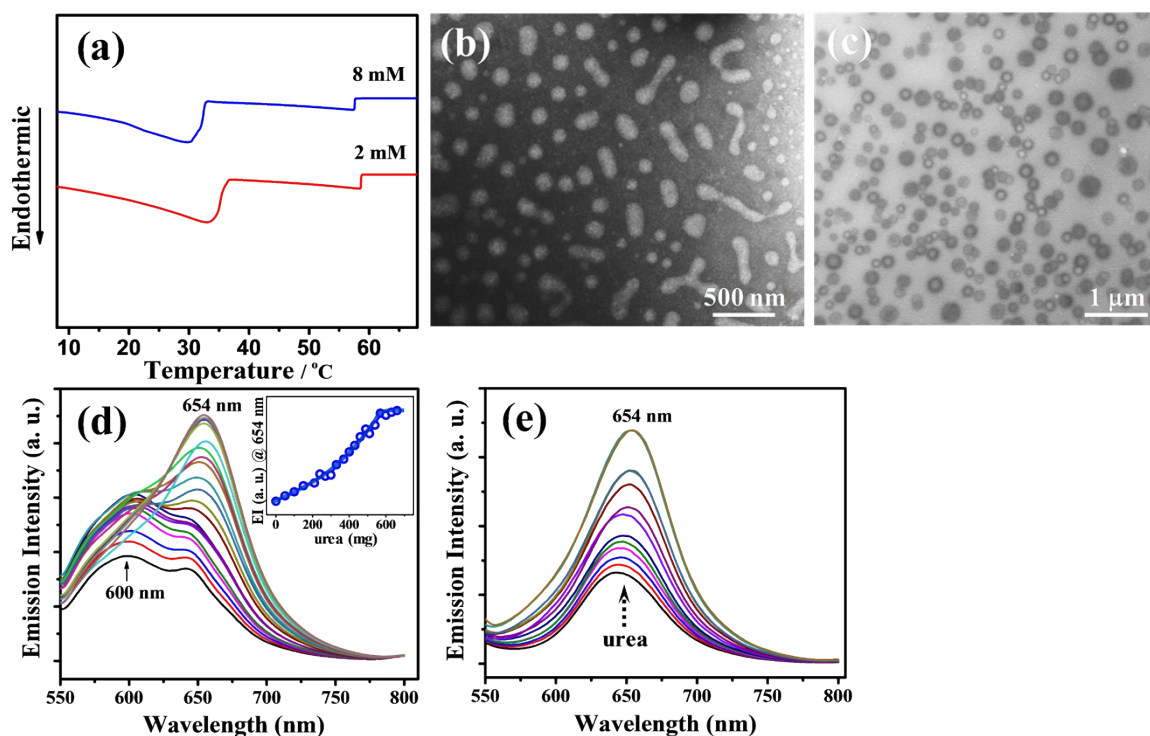 (a)
8 mM
2 mM
Endothermic
10 20 30 40 50 60
Temperature / °C
(b)
500 nm
(c)
1 µm
(d)
654 nm
600 nm
Emission Intensity (a. u.)
550 600 650 700 750 800
Wavelength (nm)
EI (a. u.) @ 654 nm
0 200 400 600
urea (mg)
(e)
654 nm
urea
Emission Intensity (a. u.)
550 600 650 700 750 800
Wavelength (nm)